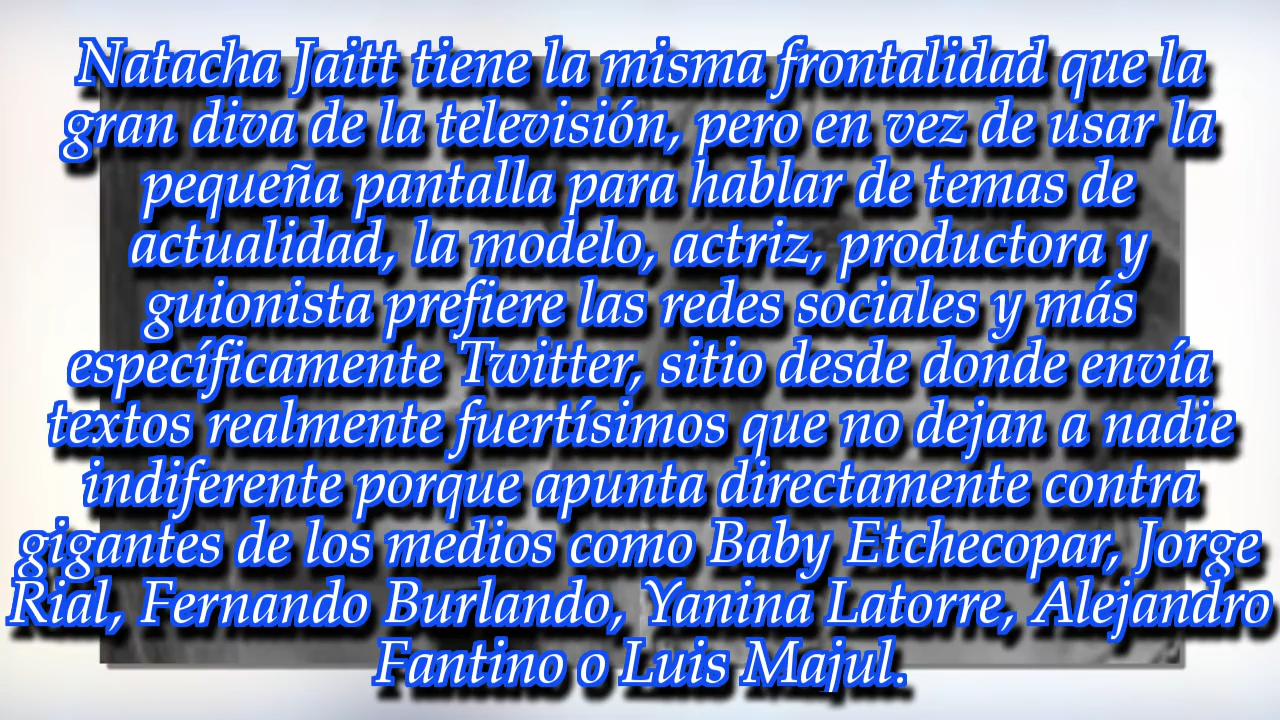 Natacha Jaitt tiene la misma frontalidad que la
gran diva de la televisión, pero en vez de usar la
pequeña pantalla para hablar de temas de
actualidad, la modelo, actriz, productora y
guionista prefiere las redes sociales y más
específicamente Twitter, sitio desde donde envía
textos realmente fuertísimos que no dejan a nadie
indiferente porque apunta directamente contra
gigantes de los medios como Baby Etchecopar, Jorge
Rial, Fernando Burlando, Yanina Latorre, Alejandro
Fantino o Luis Majul.